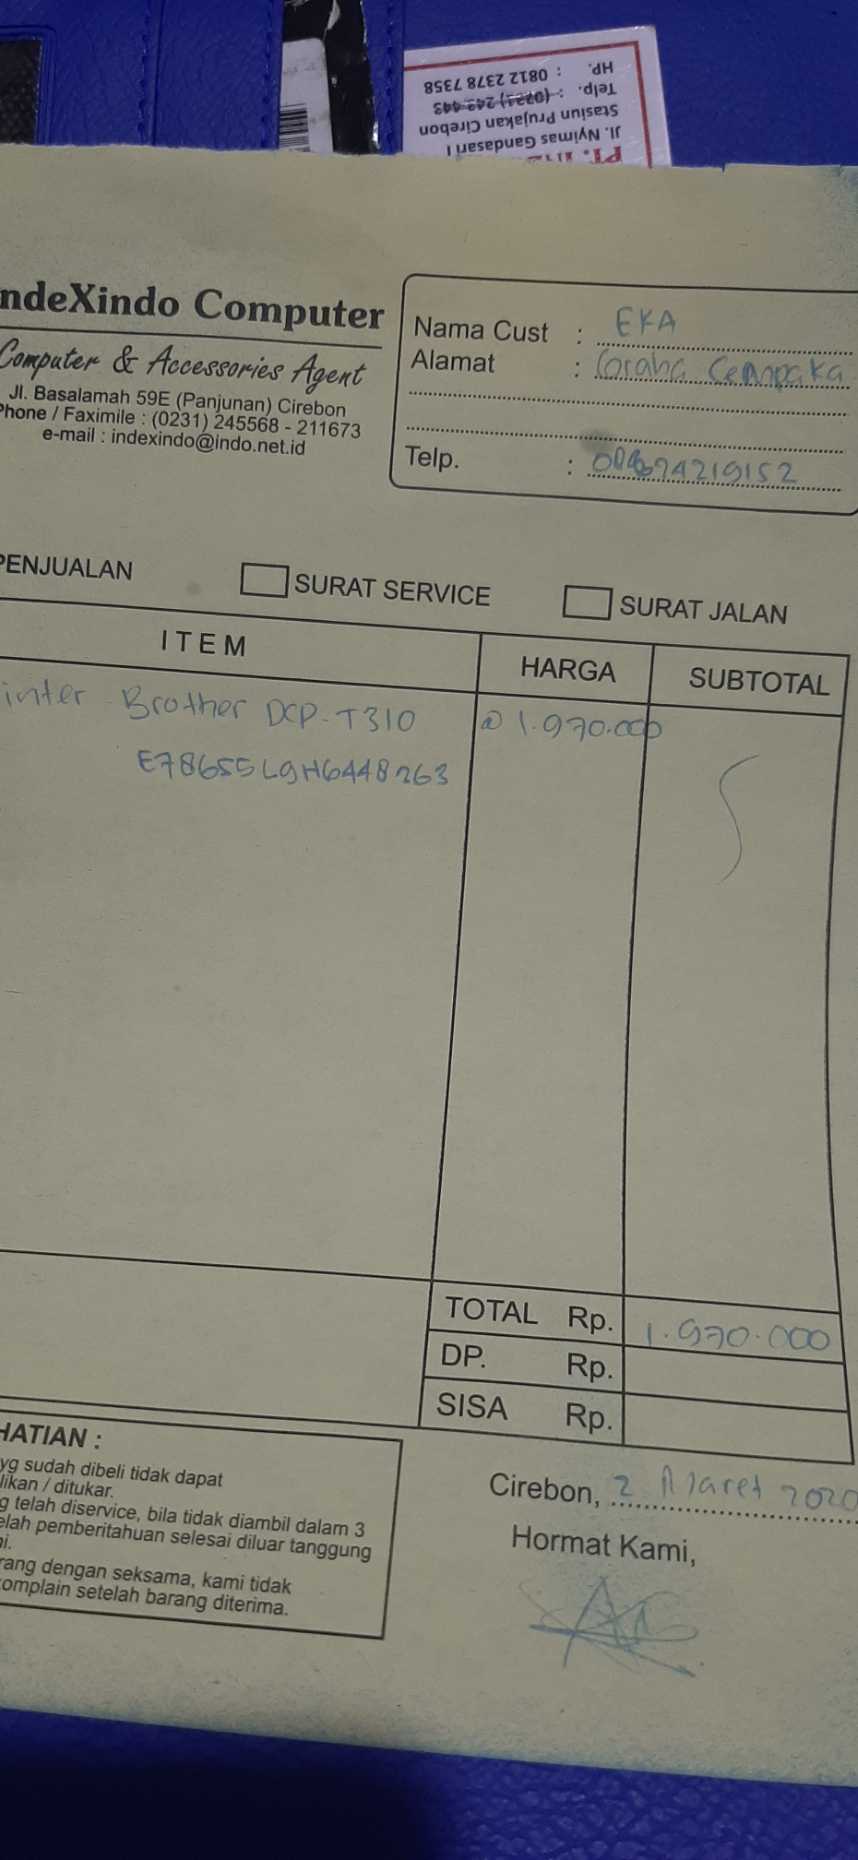 HP. : 0812 2378 7358
Telp. : (0231) 242 443
Stasiun Prujakan Cirebon
Jl. Nyimas Gandasari I
PT.
ndeXindo Computer
Computer & Accessories Agent
Jl. Basalamah 59E (Panjunan) Cirebon
Phone / Faximile : (0231) 245568 - 211673
e-mail : indexindo@indo.net.id
Nama Cust : EKA
Alamat : Cempaka
Telp. :
PENJUALAN SURAT SERVICE SURAT JALAN
ITEM HARGA SUBTOTAL
inter Brother DCP-T310 @ 1.970.000
E78655L9H6448263
TOTAL Rp. 1.970.000
DP. Rp.
SISA Rp.
HATIAN :
yg sudah dibeli tidak dapat
likan / ditukar.
g telah diservice, bila tidak diambil dalam 3
elah pemberitahuan selesai diluar tanggung
i.
rang dengan seksama, kami tidak
omplain setelah barang diterima.
Cirebon, 2 Maret 2020
Hormat Kami,